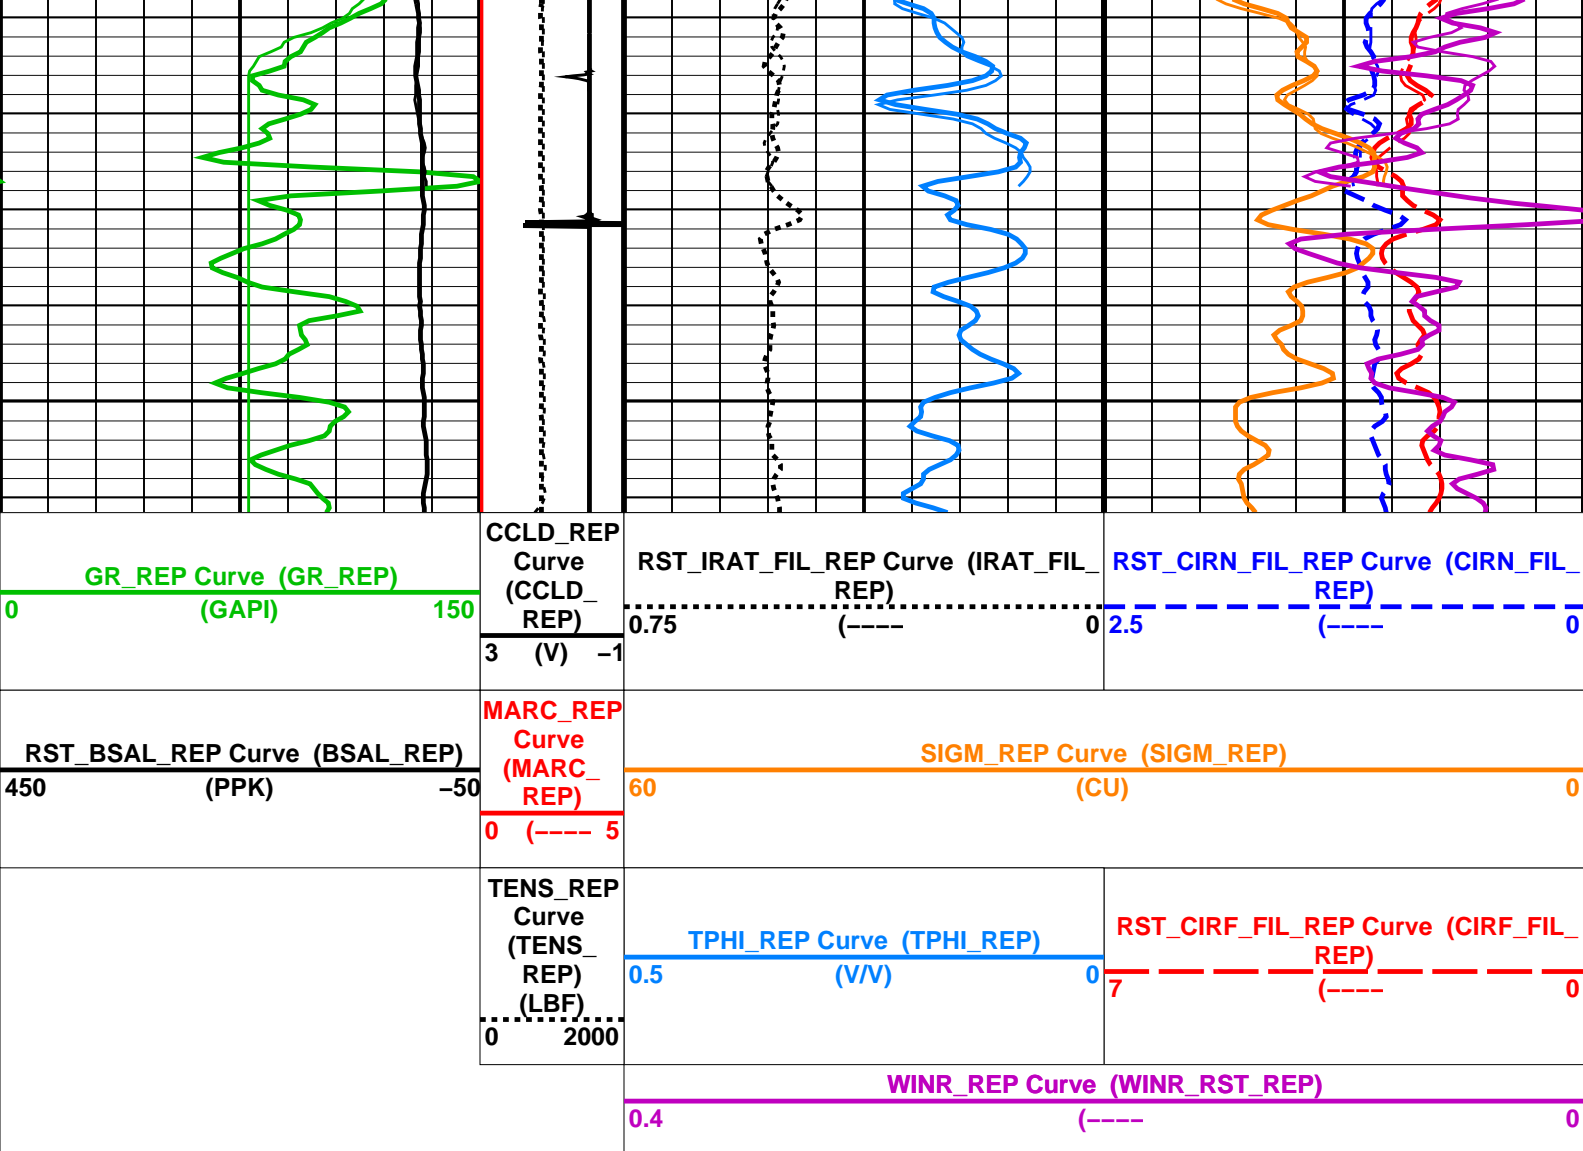 GR_REP Curve (GR_REP)
0 (GAPI) 150
CCLD_REP
Curve
(CCLD_
REP)
3 (V) −1
RST_IRAT_FIL_REP Curve (IRAT_FIL_
REP)
0.75 (−−−− 0
RST_CIRN_FIL_REP Curve (CIRN_FIL_
REP)
2.5 (−−−− 0
RST_BSAL_REP Curve (BSAL_REP)
450 (PPK) −50
MARC_REP
Curve
(MARC_
REP)
0 (−−−− 5
SIGM_REP Curve (SIGM_REP)
60 (CU) 0
TENS_REP
Curve
(TENS_
REP)
(LBF)
0 2000
TPHI_REP Curve (TPHI_REP)
0.5 (V/V) 0
RST_CIRF_FIL_REP Curve (CIRF_FIL_
REP)
7 (−−−− 0
WINR_REP Curve (WINR_RST_REP)
0.4 (−−−− 0